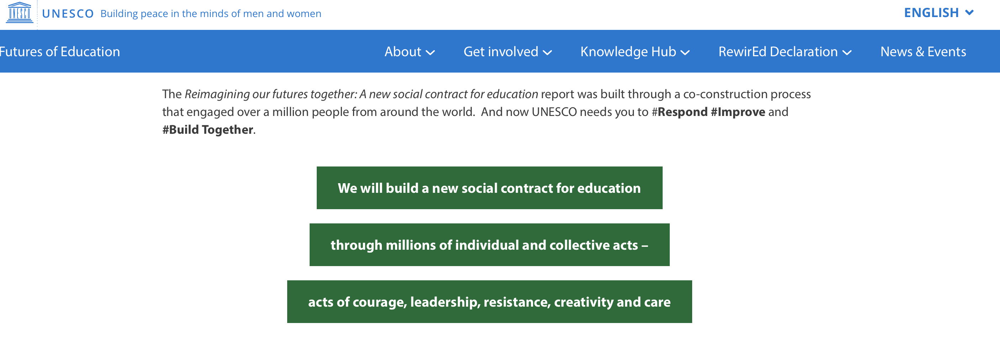 UNESCO
UNESCO Building peace in the minds of men and women
ENGLISH
Futures of Education
About
Get involved
Knowledge Hub
RewirEd Declaration
News & Events
The Reimagining our futures together: A new social contract for education report was built through a co-construction process
that engaged over a million people from around the world. And now UNESCO needs you to #Respond #Improve and
#Build Together.
We will build a new social contract for education
through millions of individual and collective acts –
acts of courage, leadership, resistance, creativity and care